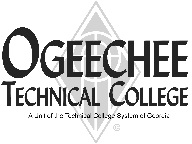 OGEECHEE
TECHNICAL COLLEGE
A Unit of the Technical College System of Georgia
©